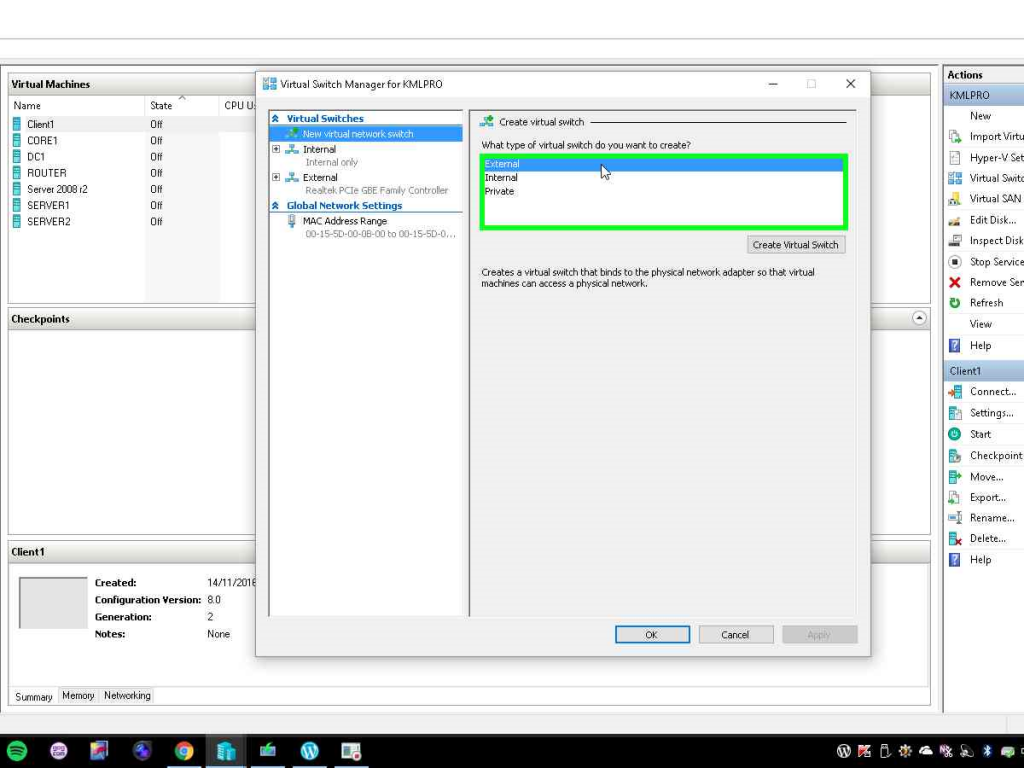 Virtual Machines
Name State CPU U
Client1 Off
CORE1 Off
DC1 Off
ROUTER Off
Server 2008 r2 Off
SERVER1 Off
SERVER2 Off
Checkpoints
Client1
Created: 14/11/2016
Configuration Version: 8.0
Generation: 2
Notes: None
Summary Memory Networking
Virtual Switch Manager for KMLPRO
Virtual Switches
New virtual network switch
Internal
Internal only
External
Realtek PCIe GBE Family Controller
Global Network Settings
MAC Address Range
00-15-5D-00-0B-00 to 00-15-5D-0...
Create virtual switch
What type of virtual switch do you want to create?
External
Internal
Private
Create Virtual Switch
Creates a virtual switch that binds to the physical network adapter so that virtual
machines can access a physical network.
OK Cancel Apply
Actions
KMLPRO
New
Import Virtu
Hyper-V Set
Virtual Switc
Virtual SAN
Edit Disk...
Inspect Disk
Stop Service
Remove Ser
Refresh
View
Help
Client1
Connect...
Settings...
Start
Checkpoint
Move...
Export...
Rename...
Delete...
Help